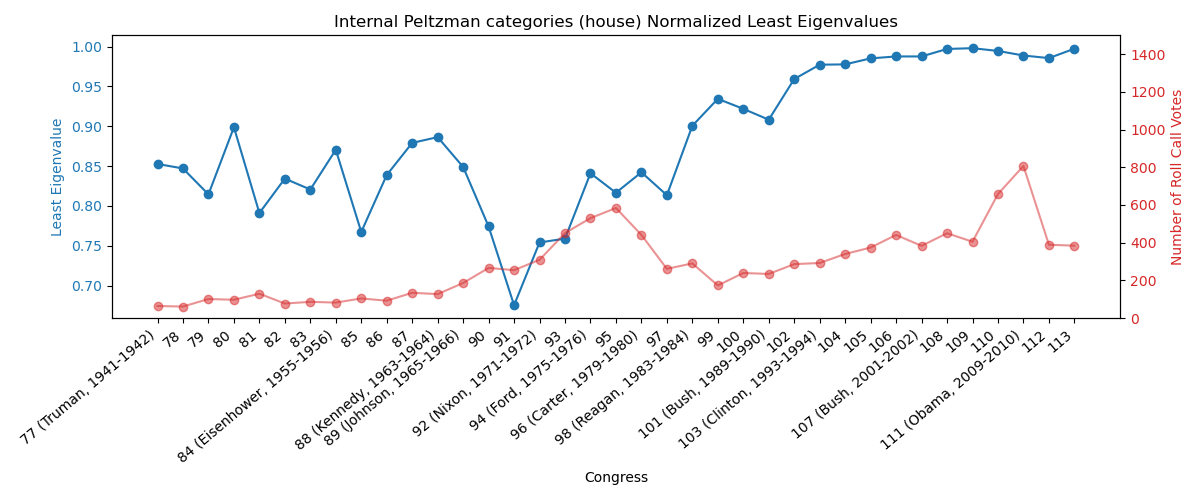 Internal Peltzman categories (house) Normalized Least Eigenvalues
Least Eigenvalue
1.00
0.95
0.90
0.85
0.80
0.75
0.70
1400
1200
1000
800
600
400
200
0
Number of Roll Call Votes
77 (Truman, 1941-1942)
78
79
80
81
82
83
84 (Eisenhower, 1955-1956)
85
86
87
88 (Kennedy, 1963-1964)
89 (Johnson, 1965-1966)
90
91
92 (Nixon, 1971-1972)
93
94 (Ford, 1975-1976)
95
96 (Carter, 1979-1980)
97
98 (Reagan, 1983-1984)
99
100
101 (Bush, 1989-1990)
102
103 (Clinton, 1993-1994)
104
105
106
107 (Bush, 2001-2002)
108
109
110
111 (Obama, 2009-2010)
112
113
Congress